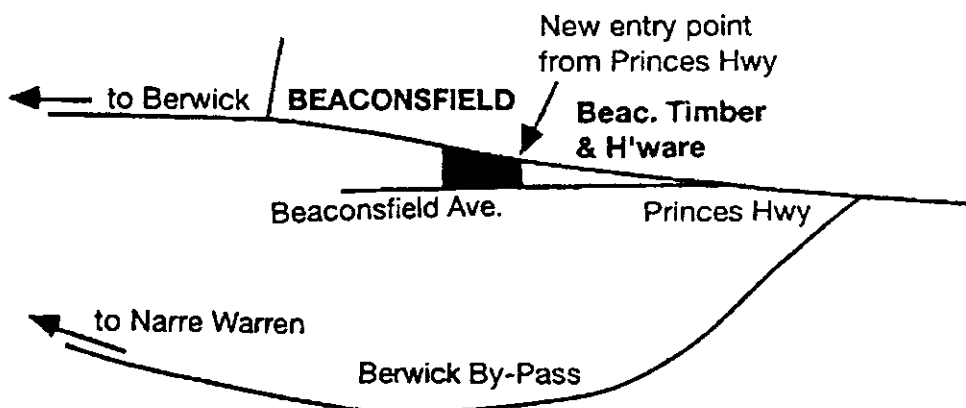 New entry point
from Princes Hwy
to Berwick
BEACONSFIELD
Beac. Timber
& H'ware
Beaconsfield Ave.
Princes Hwy
to Narre Warren
Berwick By-Pass